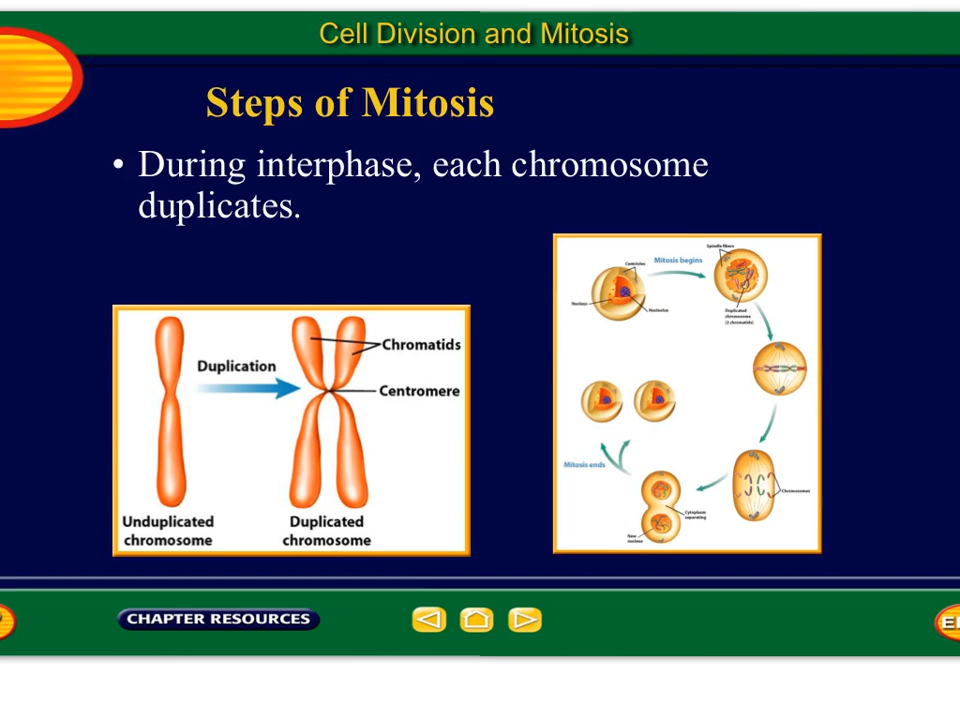 Cell Division and Mitosis
Steps of Mitosis
• During interphase, each chromosome
duplicates.
Duplication
Chromatids
Centromere
Unduplicated
chromosome
Duplicated
chromosome
Centrioles
Nucleus
Nucleolus
Mitosis begins
Spindle fibers
Duplicated
chromosome
(2 chromatids)
Chromosomes
Cytoplasm
separating
New
nucleus
Mitosis ends
CHAPTER RESOURCES